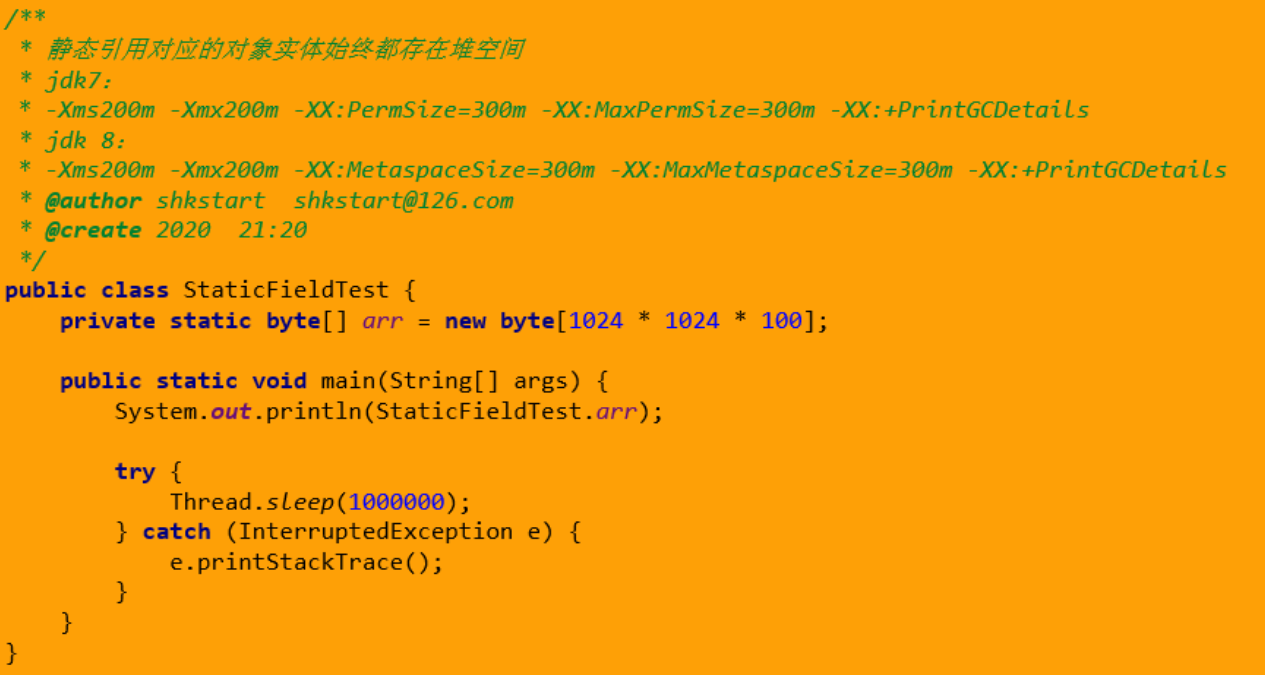 /**
 * 静态引用对应的对象实体始终都存在堆空间
 * jdk7:
 * -Xms200m -Xmx200m -XX:PermSize=300m -XX:MaxPermSize=300m -XX:+PrintGCDetails
 * jdk 8:
 * -Xms200m -Xmx200m -XX:MetaspaceSize=300m -XX:MaxMetaspaceSize=300m -XX:+PrintGCDetails
 * @author shkstart  shkstart@126.com
 * @create 2020  21:20
 */
public class StaticFieldTest {
    private static byte[] arr = new byte[1024 * 1024 * 100];
    public static void main(String[] args) {
        System.out.println(StaticFieldTest.arr);
        try {
            Thread.sleep(1000000);
        } catch (InterruptedException e) {
            e.printStackTrace();
        }
    }
}